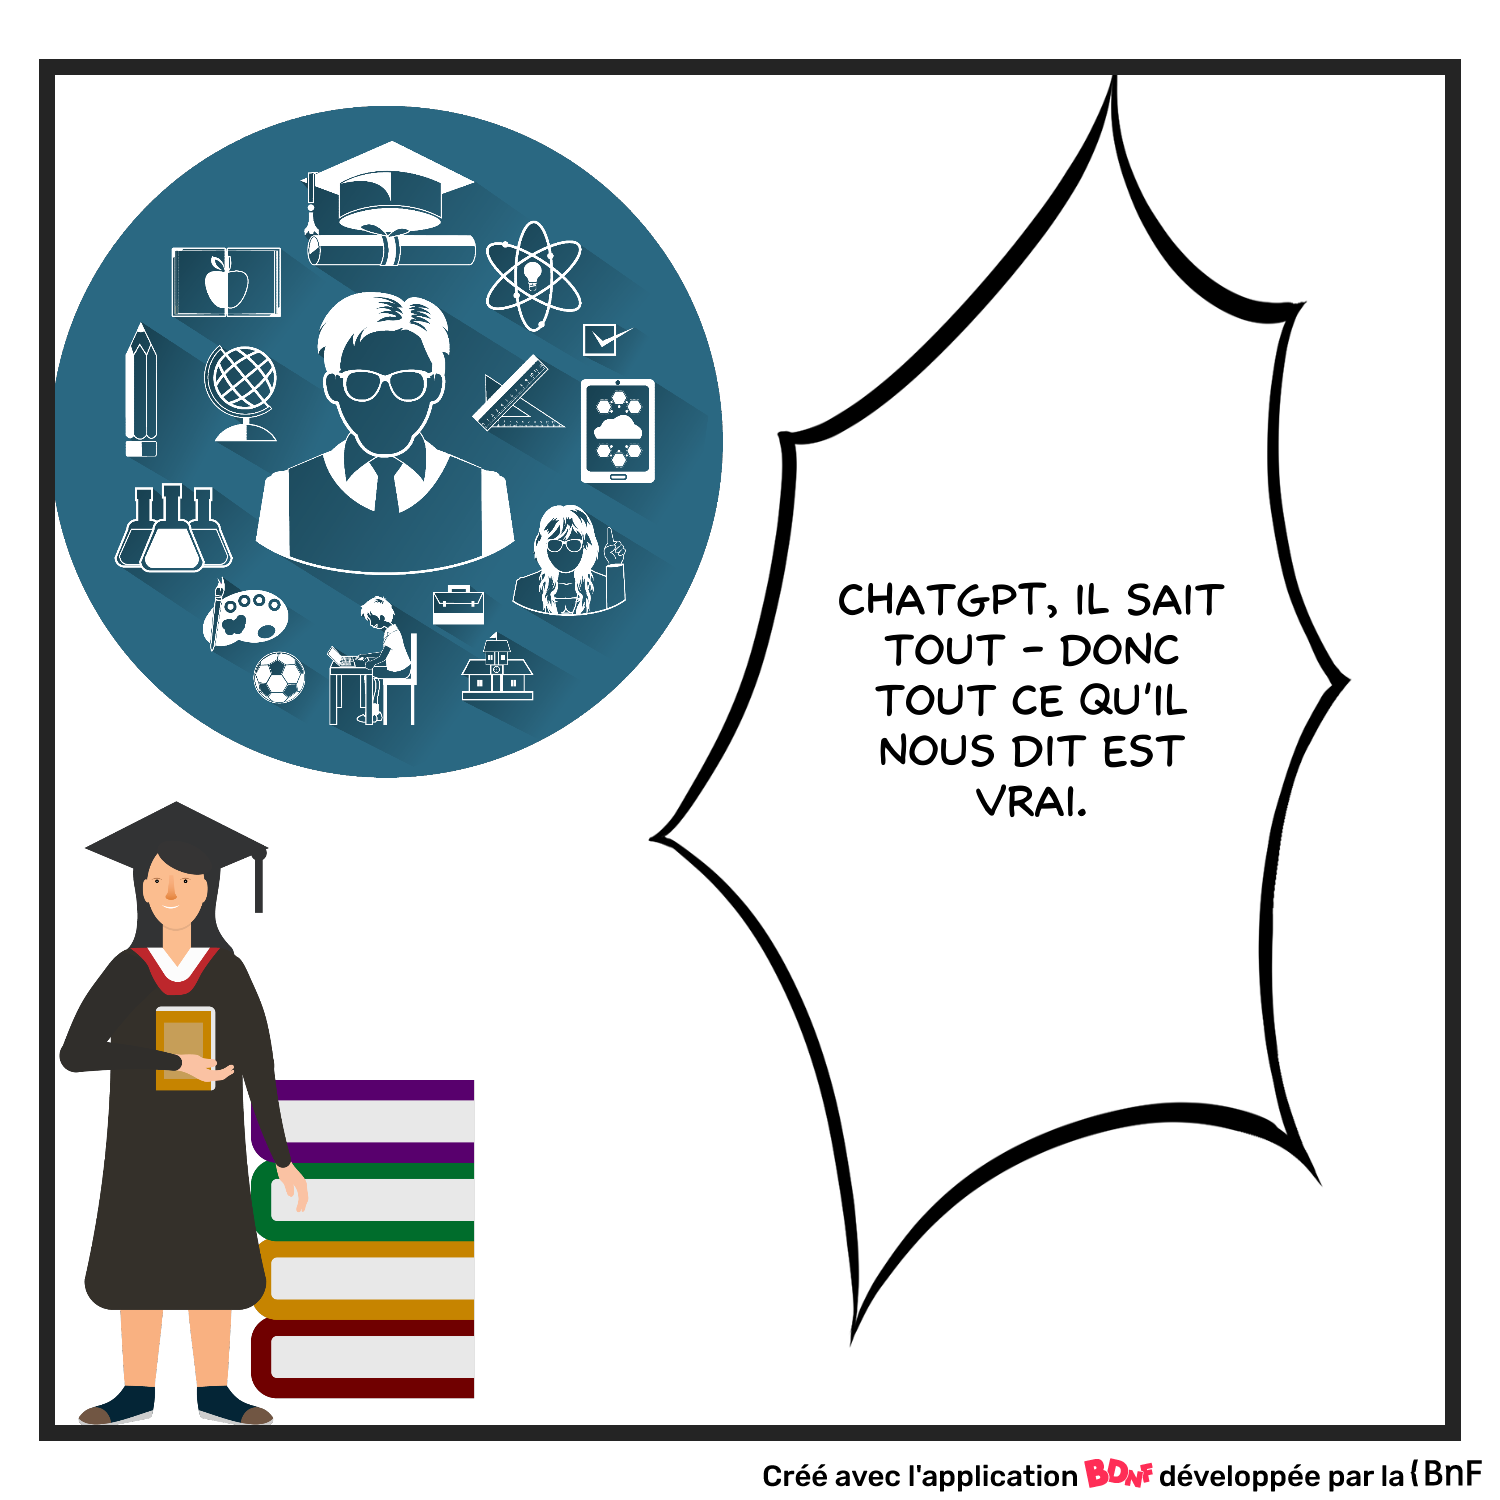 CHATGPT, IL SAIT
TOUT - DONC
TOUT CE QU'IL
NOUS DIT EST
VRAI.
Créé avec l'application BDNF développée par la BnF